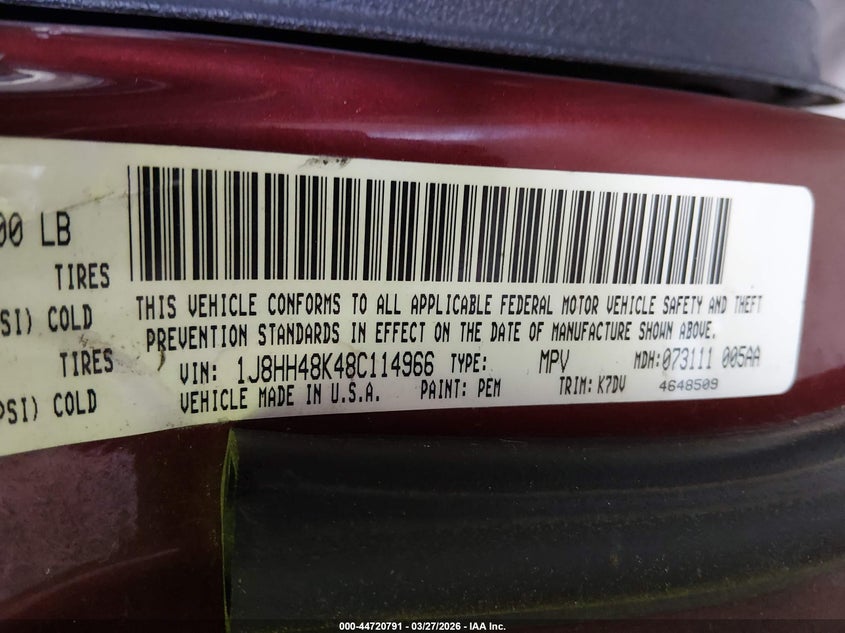 00 LB
TIRES
SI) COLD
TIRES
PSI) COLD
THIS VEHICLE CONFORMS TO ALL APPLICABLE FEDERAL MOTOR VEHICLE SAFETY AND THEFT
PREVENTION STANDARDS IN EFFECT ON THE DATE OF MANUFACTURE SHOWN ABOVE.
VIN: 1J8HH48K48C114966 TYPE: MPV MDH: 073111 005AA
VEHICLE MADE IN U.S.A. PAINT: PEM TRIM: K7DV 4648509
000-44720791 - 03/27/2026 - IAA Inc.